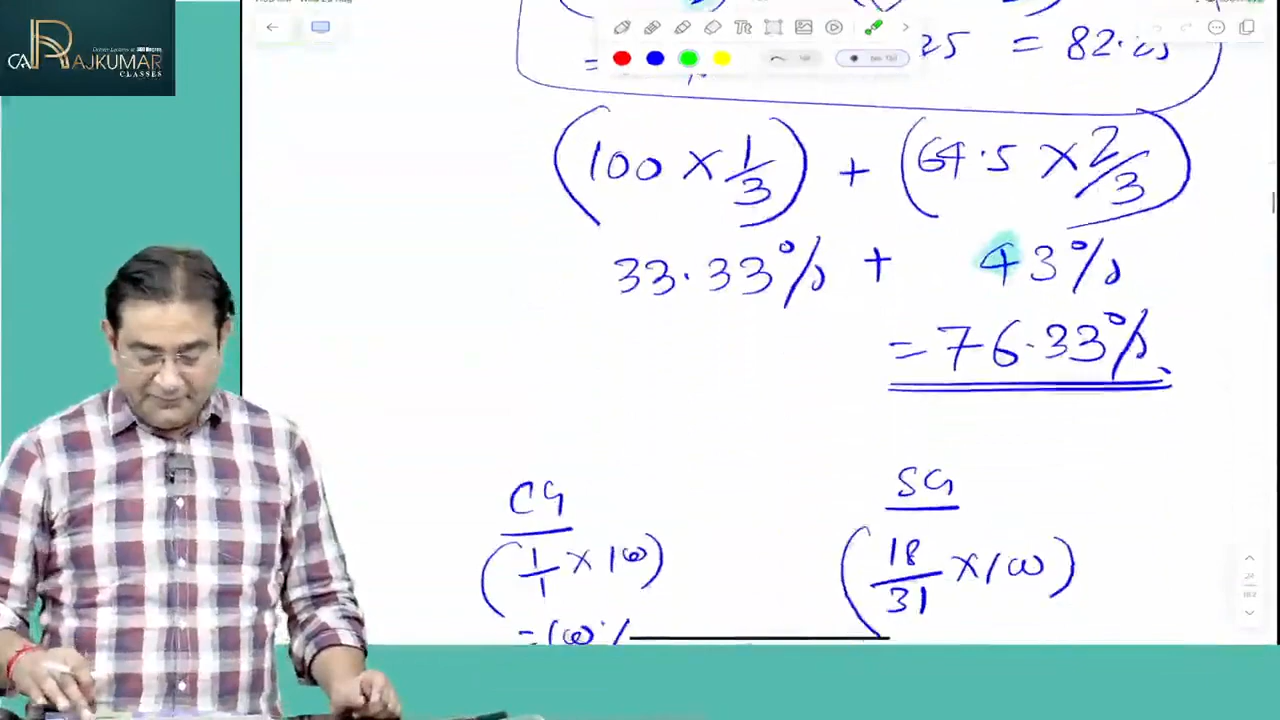 CA RAJKUMAR
CLASSES
25 = 82.25
(100 × 1/3) + (64.5 × 2/3)
33.33% + 43%
= 76.33%
CG SG
(1/1 × 100) (18/31 × 100)
= 100%